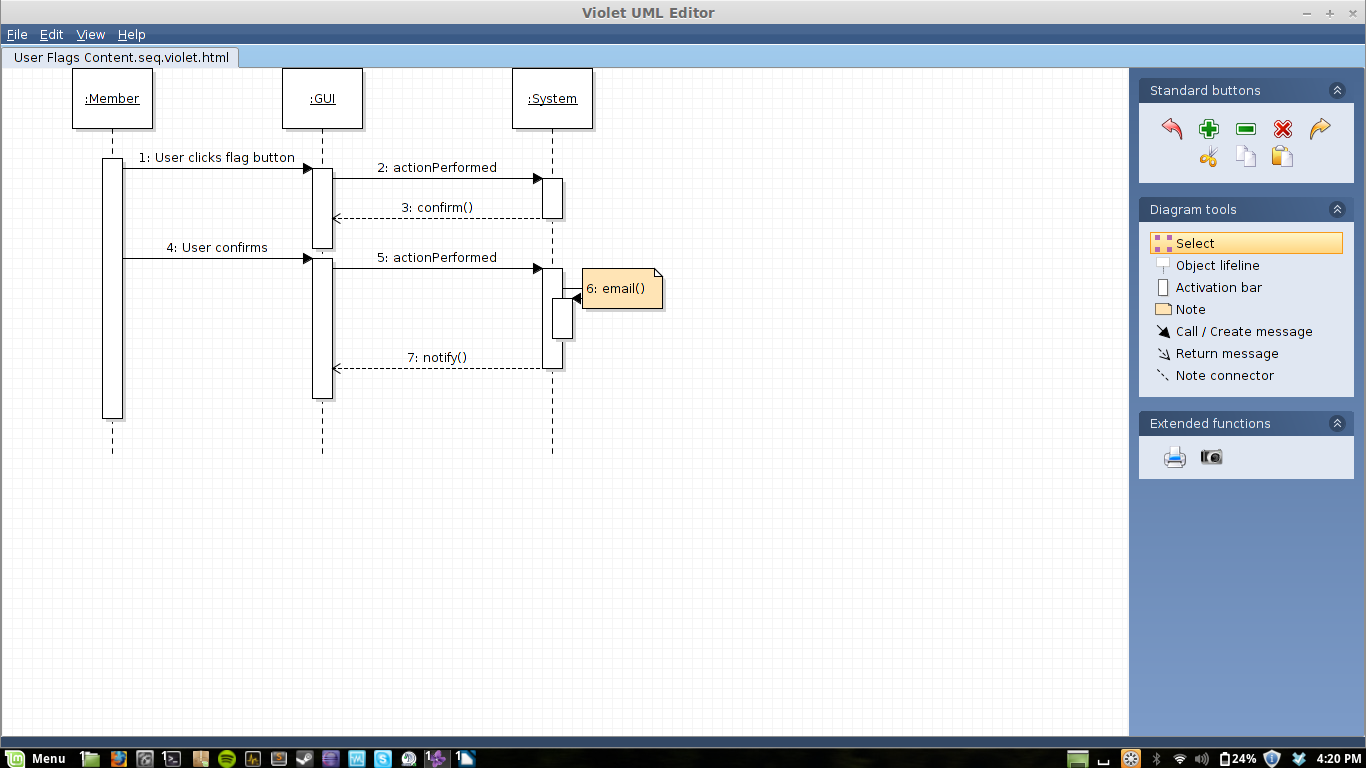 Violet UML Editor
File Edit View Help
User Flags Content.seq.violet.html
:Member
:GUI
:System
1: User clicks flag button
2: actionPerformed
3: confirm()
4: User confirms
5: actionPerformed
6: email()
7: notify()
Standard buttons
Diagram tools
Select
Object lifeline
Activation bar
Note
Call / Create message
Return message
Note connector
Extended functions
Menu
24%
4:20 PM